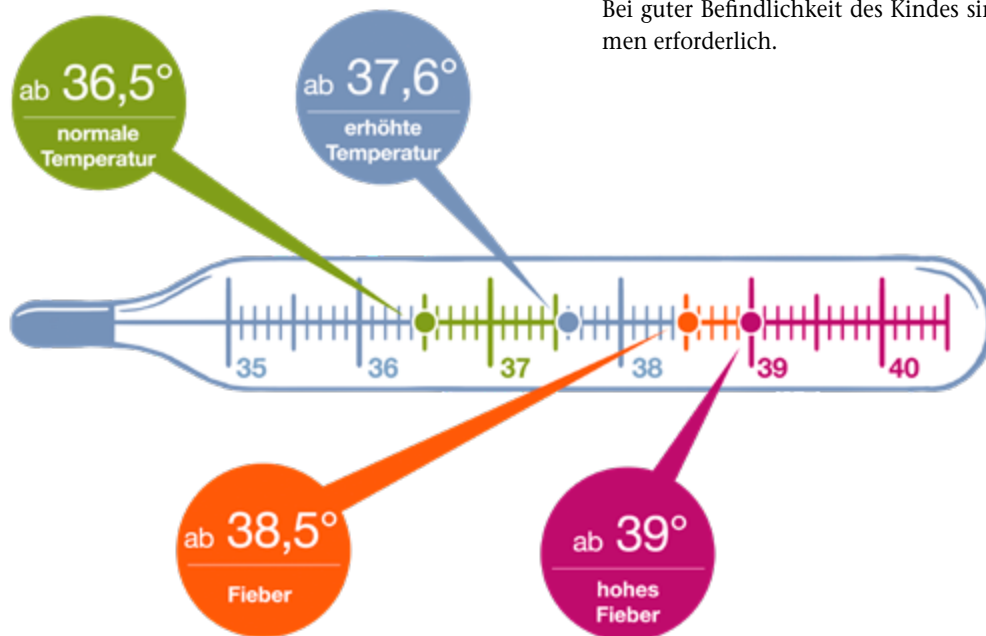 Bei guter Befindlichkeit des Kindes
men erforderlich.
ab 36,5°
normale
Temperatur
ab 37,6°
erhöhte
Temperatur
35
36
37
38
39
40
ab 38,5°
Fieber
ab 39°
hohes
Fieber